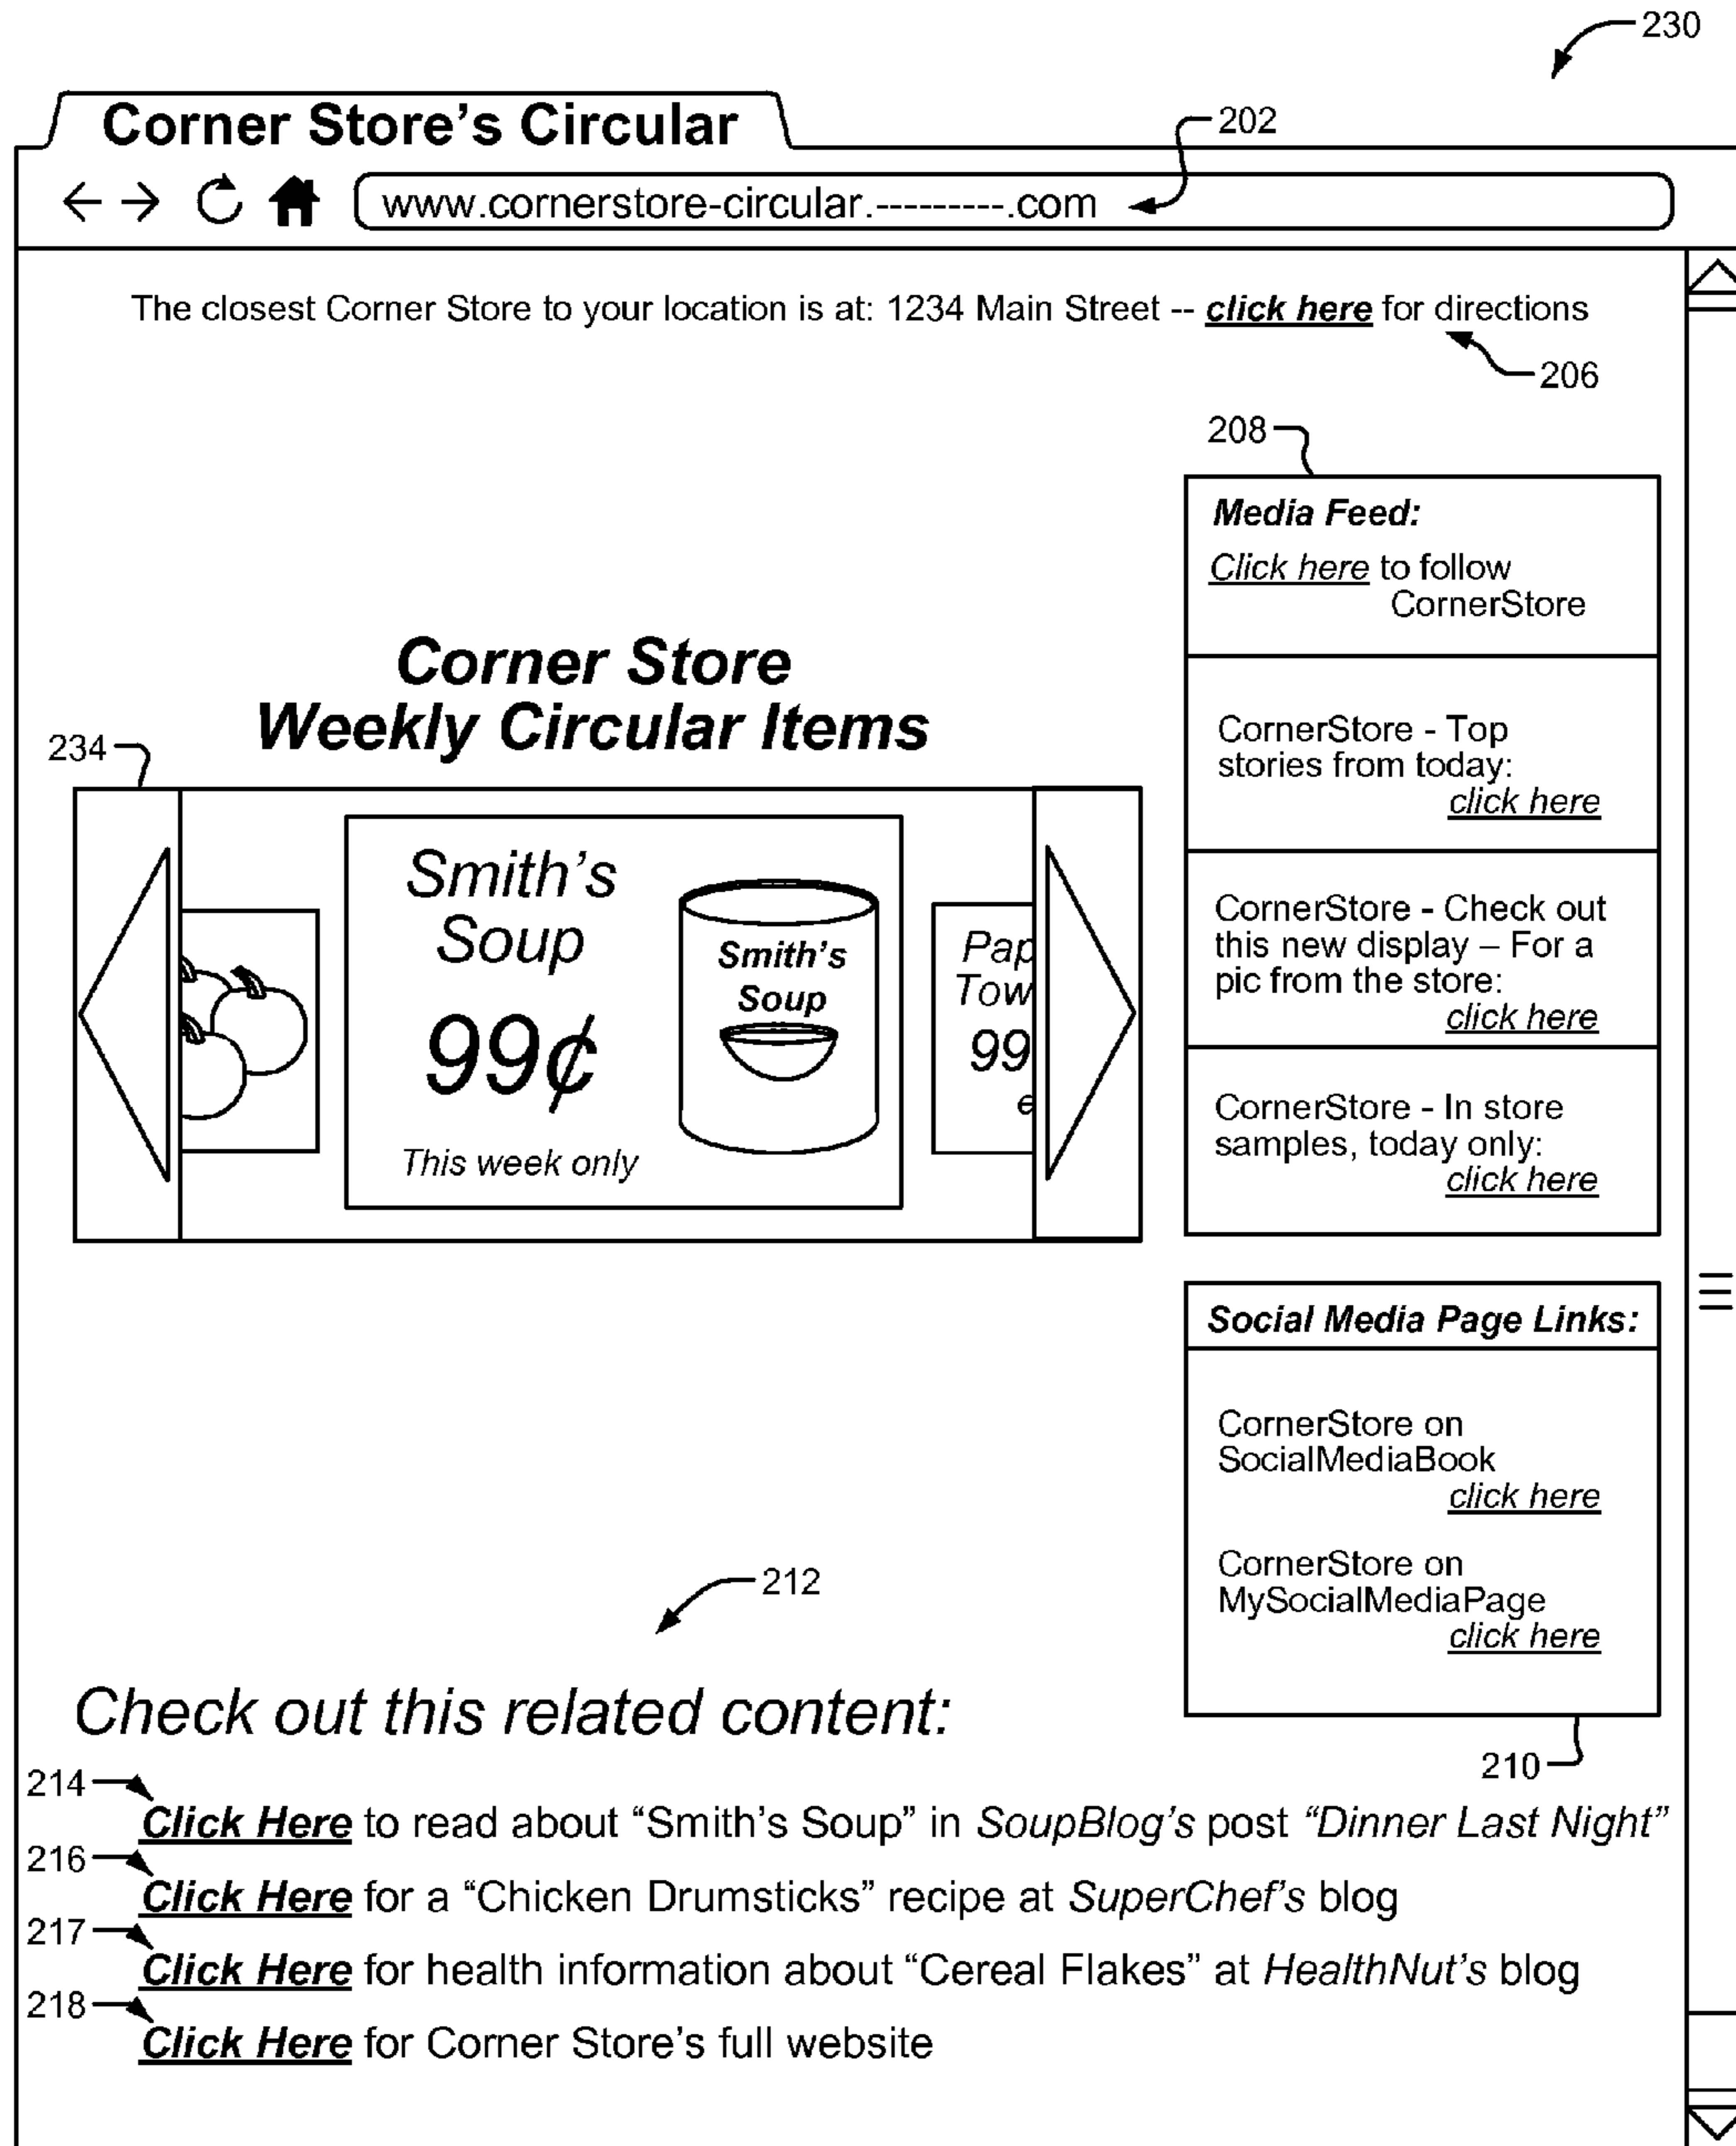 230
Corner Store's Circular
202
www.cornerstore-circular.---------.com
The closest Corner Store to your location is at: 1234 Main Street -- click here for directions
206
208
Media Feed:
Click here to follow
CornerStore
CornerStore - Top
stories from today:
click here
CornerStore - Check out
this new display – For a
pic from the store:
click here
CornerStore - In store
samples, today only:
click here
Corner Store
Weekly Circular Items
234
Smith's
Soup
99¢
This week only
Smith's
Soup
Pap
Tow
99
e
Social Media Page Links:
CornerStore on
SocialMediaBook
click here
CornerStore on
MySocialMediaPage
click here
210
212
Check out this related content:
214
Click Here to read about “Smith's Soup” in SoupBlog's post “Dinner Last Night”
216
Click Here for a “Chicken Drumsticks” recipe at SuperChef's blog
217
Click Here for health information about “Cereal Flakes” at HealthNut's blog
218
Click Here for Corner Store's full website